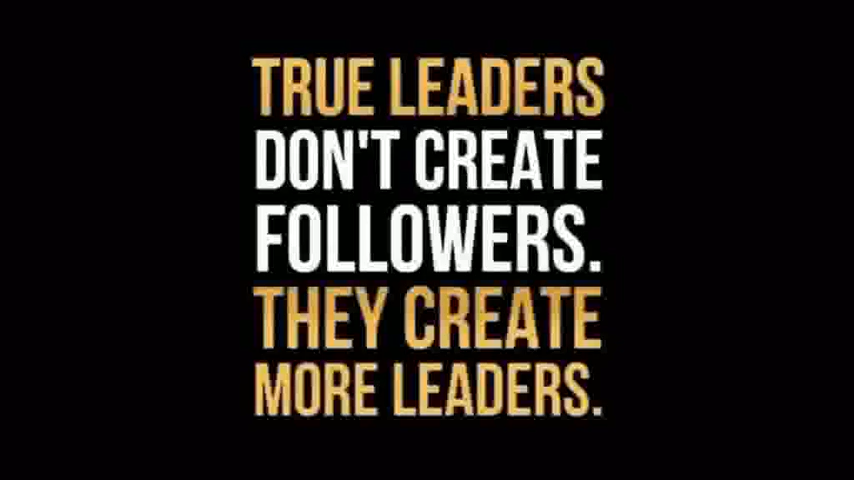 TRUE LEADERS
DON'T CREATE
FOLLOWERS.
THEY CREATE
MORE LEADERS.